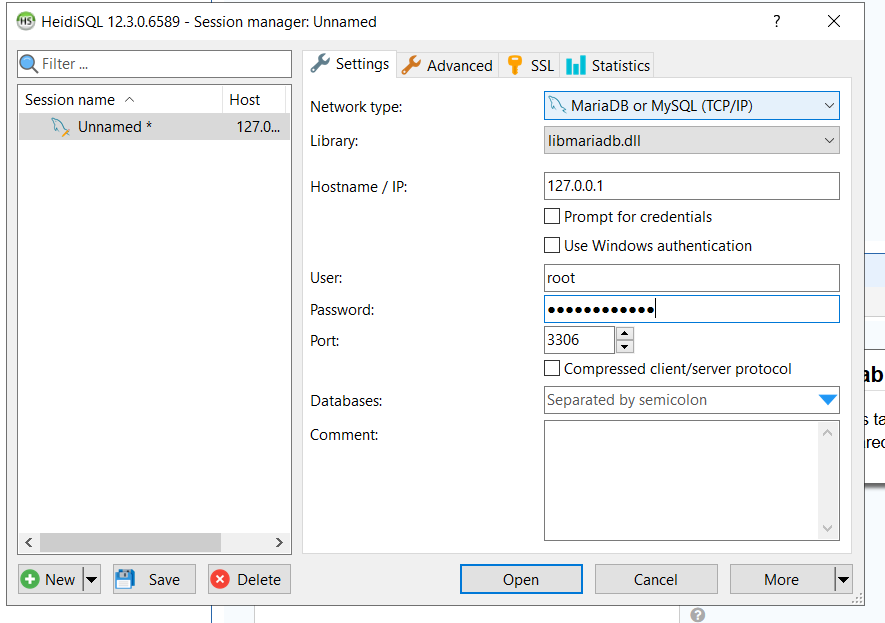 HS HeidiSQL 12.3.0.6589 - Session manager: Unnamed ?
Filter ...
Session name Host
Unnamed * 127.0...
Settings Advanced SSL Statistics
Network type: MariaDB or MySQL (TCP/IP)
Library: libmariadb.dll
Hostname / IP: 127.0.0.1
Prompt for credentials
Use Windows authentication
User: root
Password: ●●●●●●●●●●●●
Port: 3306
Compressed client/server protocol
Databases: Separated by semicolon
Comment:
New Save Delete Open Cancel More
?